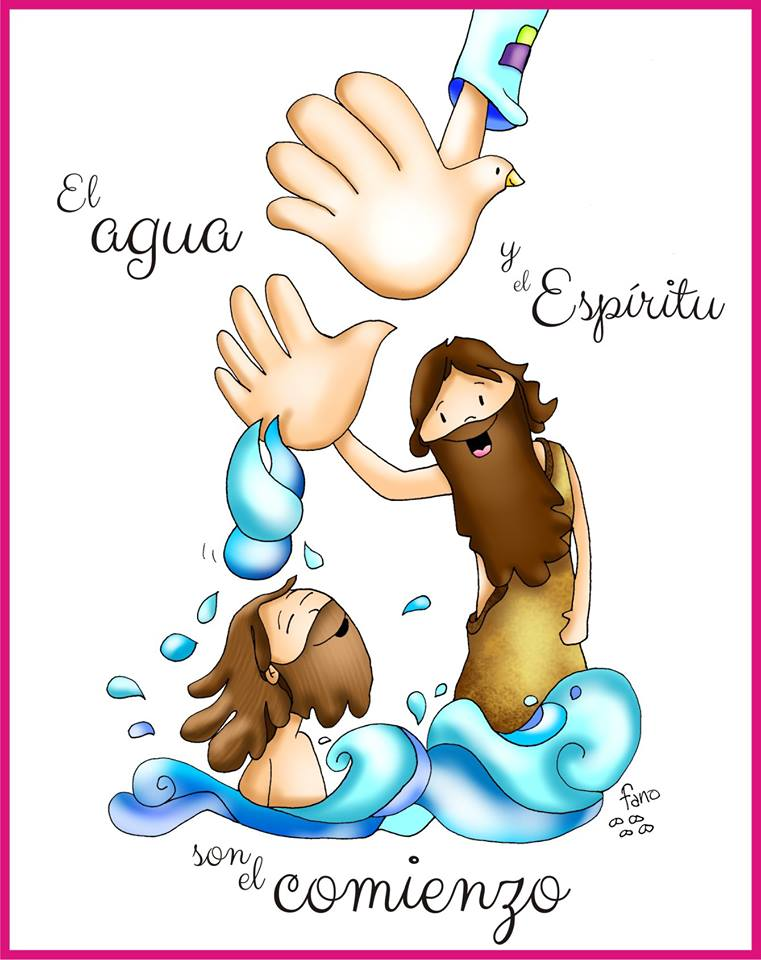 El
agua
y
el Espíritu
fano
son
el comienzo